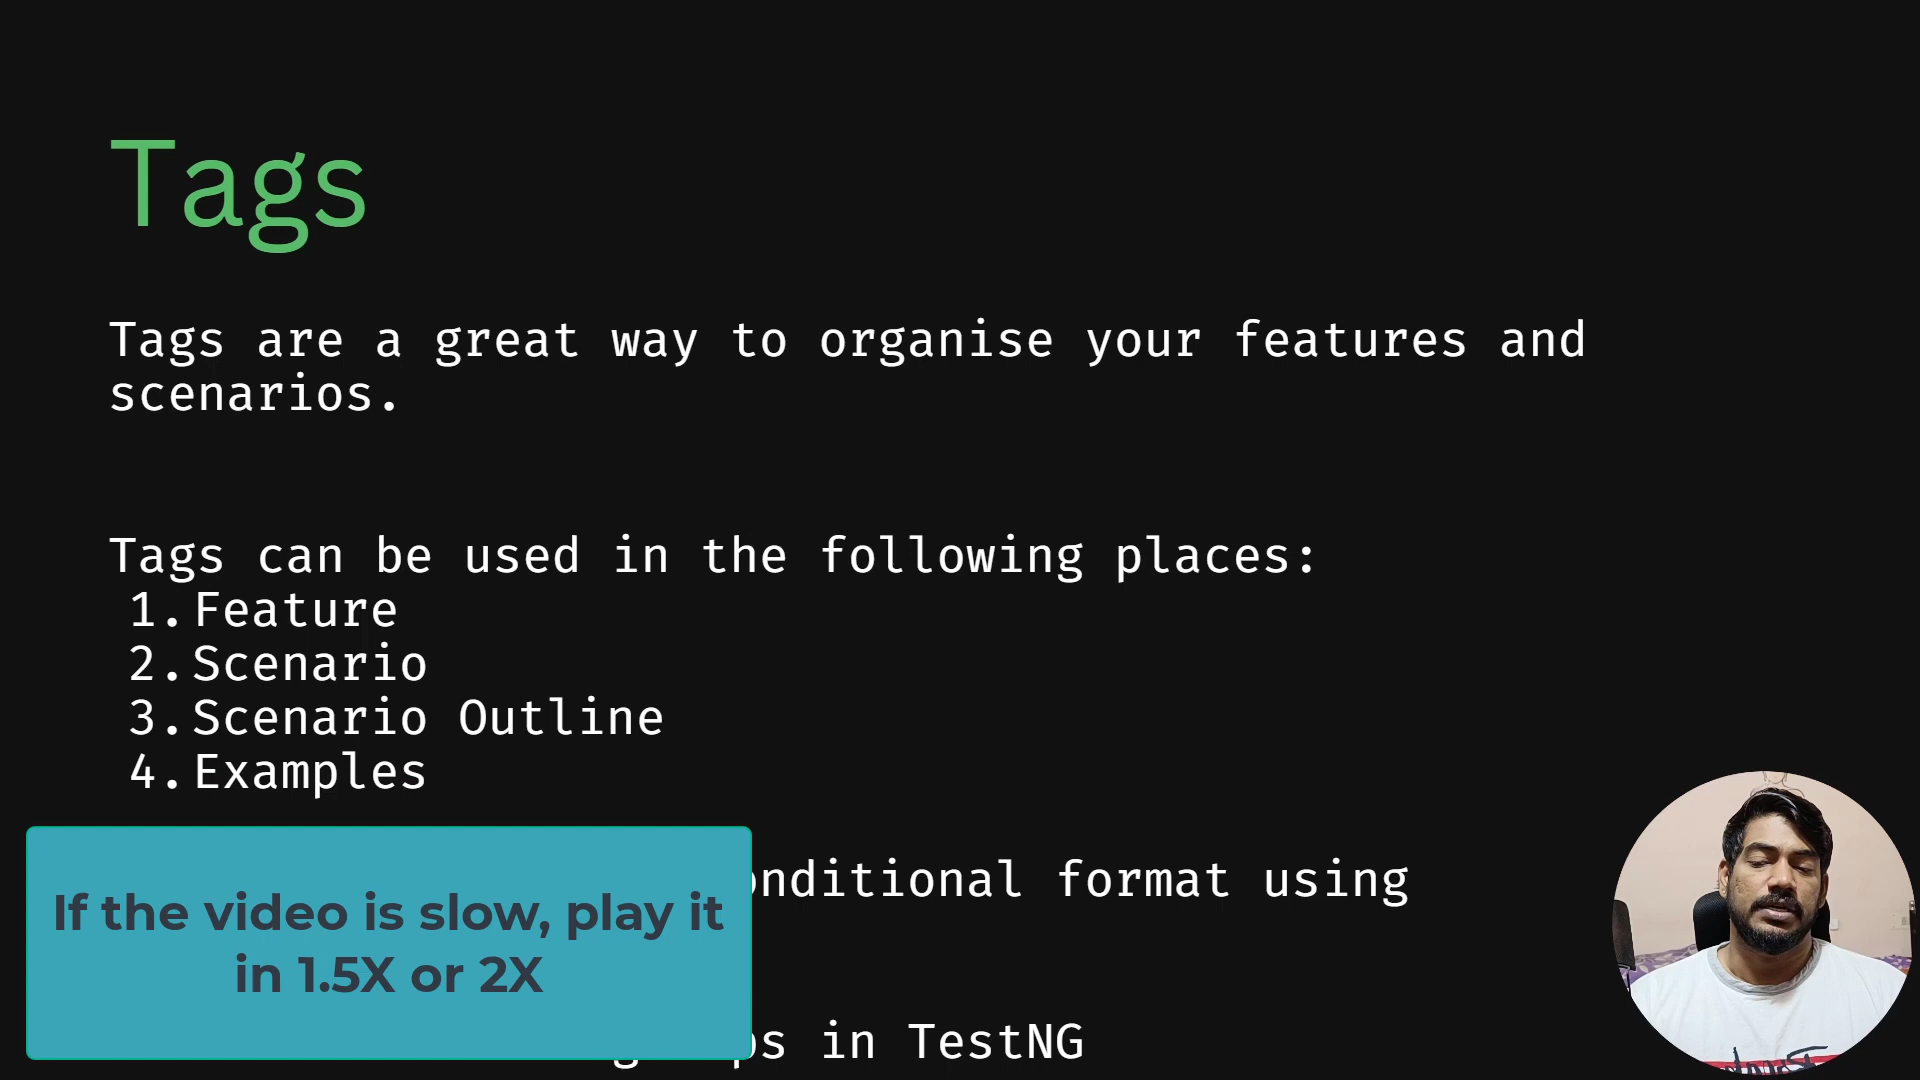 Tags
Tags are a great way to organise your features and
scenarios.
Tags can be used in the following places:
1.Feature
2.Scenario
3.Scenario Outline
4.Examples
format using
If the video is slow, play it
in 1.5X or 2X
in TestNG